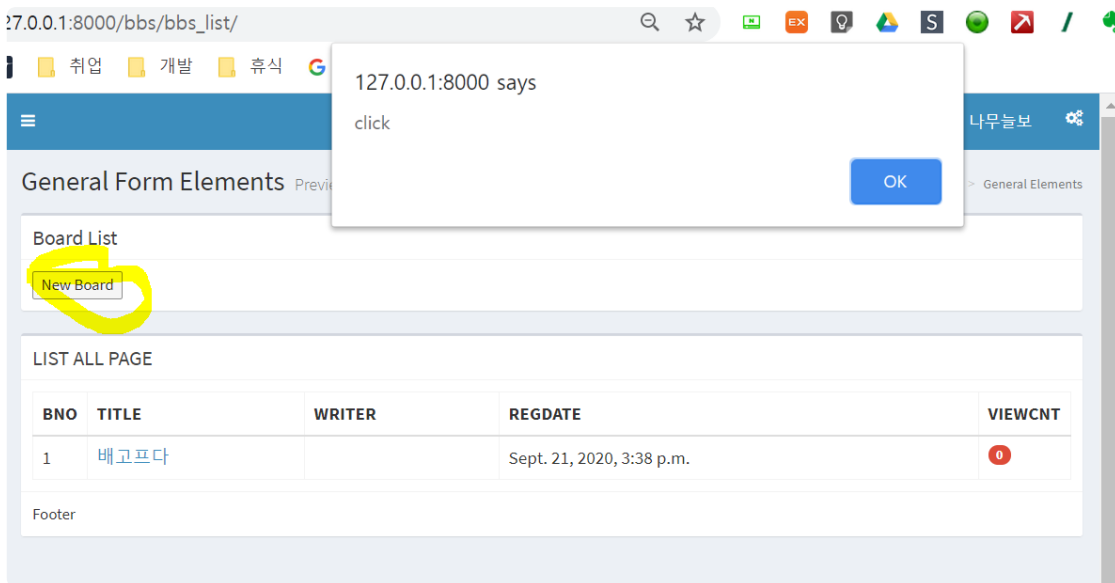 27.0.0.1:8000/bbs/bbs_list/
N EX S
취업 개발 휴식 G
127.0.0.1:8000 says
click
OK
나무늘보
General Form Elements
> General Elements
Board List
New Board
LIST ALL PAGE
BNO TITLE WRITER REGDATE VIEWCNT
1 배고프다 Sept. 21, 2020, 3:38 p.m. 0
Footer